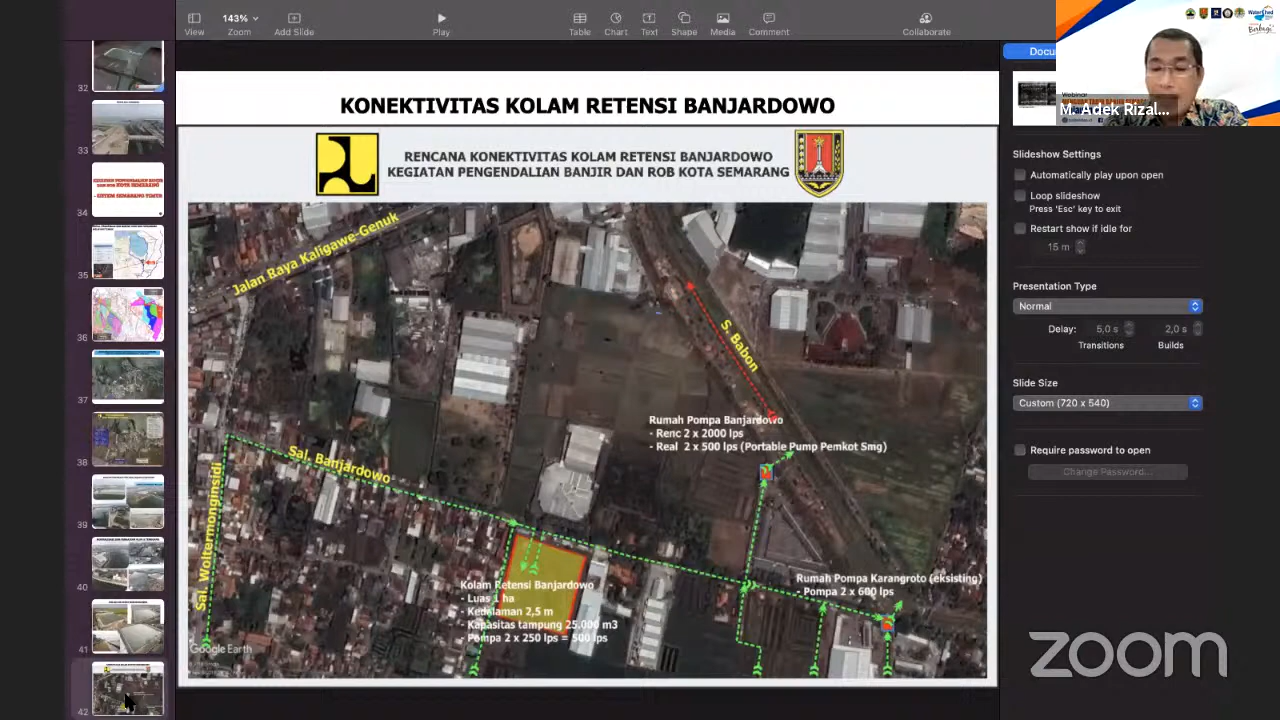 View
143%
Zoom
Add Slide
Play
Table
Chart
Text
Shape
Media
Comment
Collaborate
Docu
Berbagi
Webinar
M. Adek Rizal...
KONEKTIVITAS KOLAM RETENSI BANJARDOWO
RENCANA KONEKTIVITAS KOLAM RETENSI BANJARDOWO
KEGIATAN PENGENDALIAN BANJIR DAN ROB KOTA SEMARANG
Jalan Raya Kaligawe-Genuk
S. Babon
Rumah Pompa Banjardowo
- Renc 2 x 2000 lps
- Real 2 x 500 lps (Portable Pump Pemkot Smg)
Sal. Banjardowo
Sal. Woltermonginsidi
Kolam Retensi Banjardowo
- Luas 1 ha
- Kedalaman 2,5 m
- Kapasitas tampung 25.000 m3
- Pompa 2 x 250 lps = 500 lps
Rumah Pompa Karangroto (eksisting)
- Pompa 2 x 600 lps
Google Earth
32
33
34
35
36
37
38
39
40
41
42
Slideshow Settings
Automatically play upon open
Loop slideshow
Press 'Esc' key to exit
Restart show if idle for
15 m
Presentation Type
Normal
Delay:
5,0 s
2,0 s
Transitions
Builds
Slide Size
Custom (720 x 540)
Require password to open
Change Password...
zoom